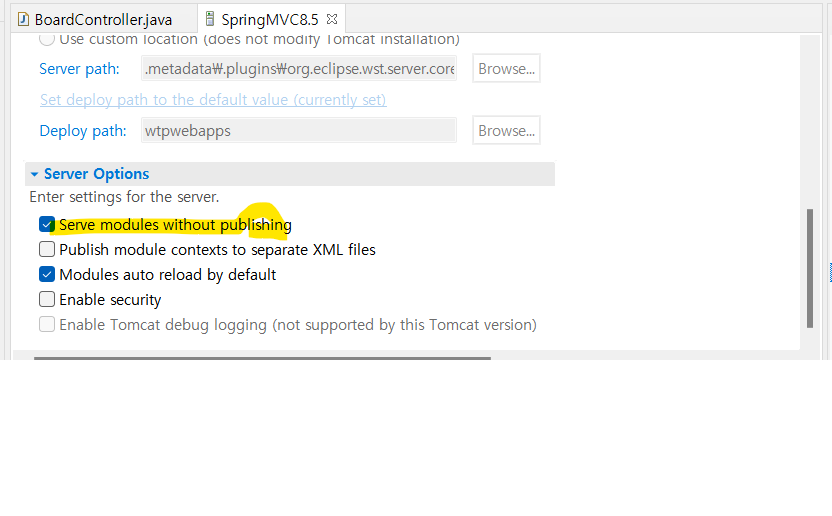 BoardController.java
SpringMVC8.5
Use custom location (does not modify Tomcat installation)
Server path: .metadata₩.plugins₩org.eclipse.wst.server.core Browse...
Set deploy path to the default value (currently set)
Deploy path: wtpwebapps Browse...
Server Options
Enter settings for the server.
Serve modules without publishing
Publish module contexts to separate XML files
Modules auto reload by default
Enable security
Enable Tomcat debug logging (not supported by this Tomcat version)